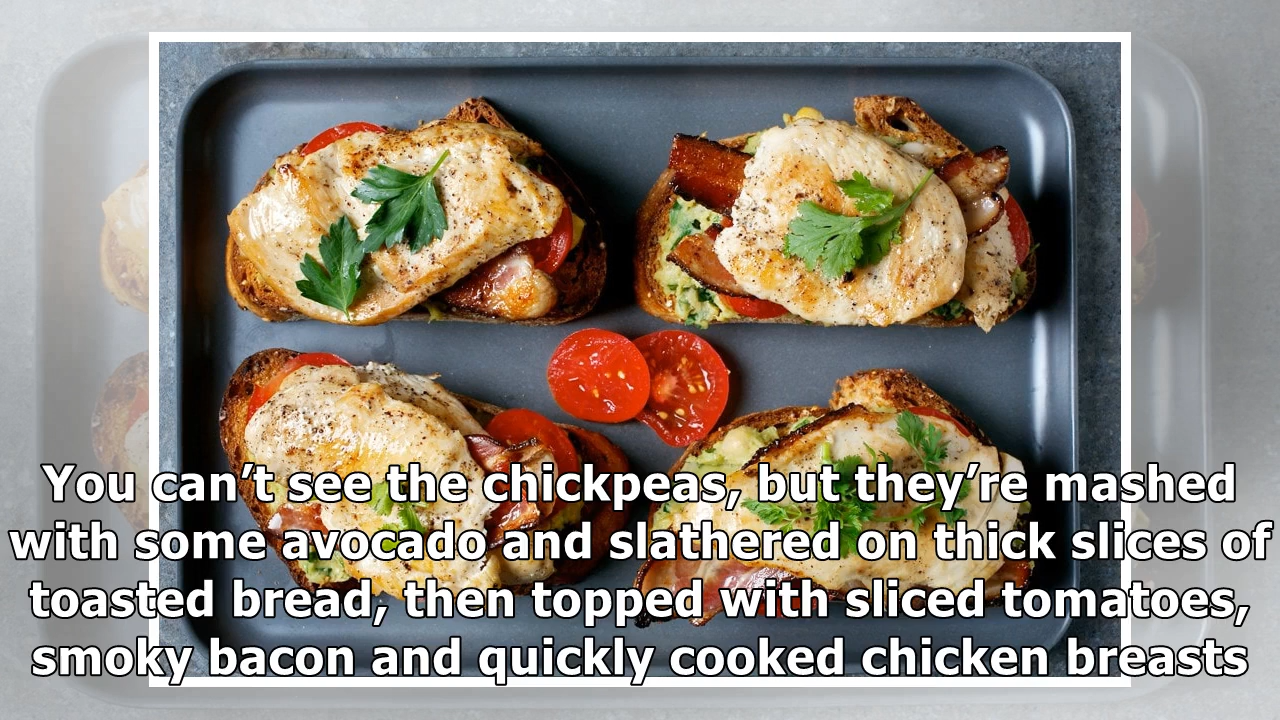 You can’t see the chickpeas, but they’re mashed
with some avocado and slathered on thick slices of
toasted bread, then topped with sliced tomatoes,
smoky bacon and quickly cooked chicken breasts